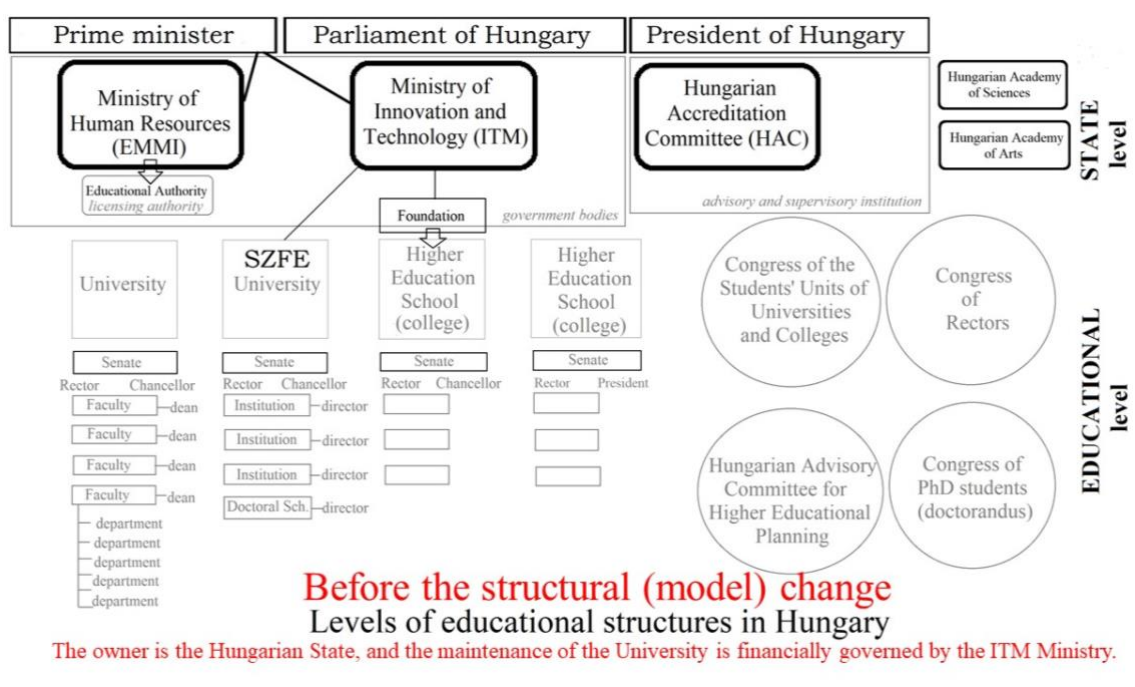 Prime minister
Parliament of Hungary
President of Hungary
Ministry of
Human Resources
(EMMI)
Ministry of
Innovation and
Technology (ITM)
Hungarian
Accreditation
Committee (HAC)
Hungarian Academy
of Sciences
Hungarian Academy
of Arts
STATE
level
Educational Authority
licensing authority
Foundation
government bodies
advisory and supervisory institution
University
SZFE
University
Higher
Education
School
(college)
Higher
Education
School
(college)
Congress of the
Students' Units of
Universities
and Colleges
Congress
of
Rectors
EDUCATIONAL
level
Senate
Rector Chancellor
Faculty dean
Faculty dean
Faculty dean
Faculty dean
department
department
department
department
department
Senate
Rector Chancellor
Institution director
Institution director
Institution director
Doctoral Sch. director
Senate
Rector Chancellor
Senate
Rector President
Hungarian Advisory
Committee for
Higher Educational
Planning
Congress of
PhD students
(doctorandus)
Before the structural (model) change
Levels of educational structures in Hungary
The owner is the Hungarian State, and the maintenance of the University is financially governed by the ITM Ministry.